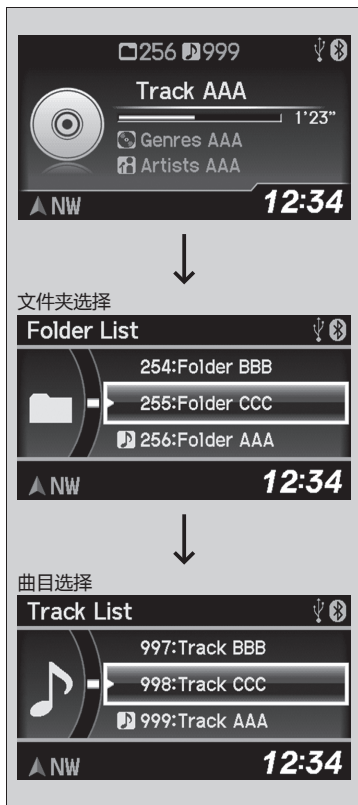 256 999
Track AAA
1'23"
Genres AAA
Artists AAA
NW 12:34
文件夹选择
Folder List
254:Folder BBB
255:Folder CCC
256:Folder AAA
NW 12:34
曲目选择
Track List
997:Track BBB
998:Track CCC
999:Track AAA
NW 12:34